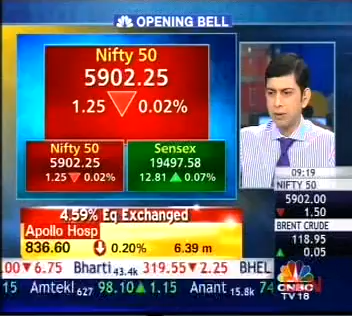 OPENING BELL
Nifty 50
5902.25
1.25 0.02%
Nifty 50
5902.25
1.25 0.02%
Sensex
19497.58
12.81 0.07%
09:19
NIFTY 50
5902.00
1.50
BRENT CRUDE
118.95
0.05
4.59% Eq Exchanged
Apollo Hosp
836.60 0.20% 6.39 m
.00 6.75 Bharti 43.4k 319.55 2.25 BHEL
15 Amtekl 627 98.10 1.15 Anant 15.8k 74
CNBC
TV18